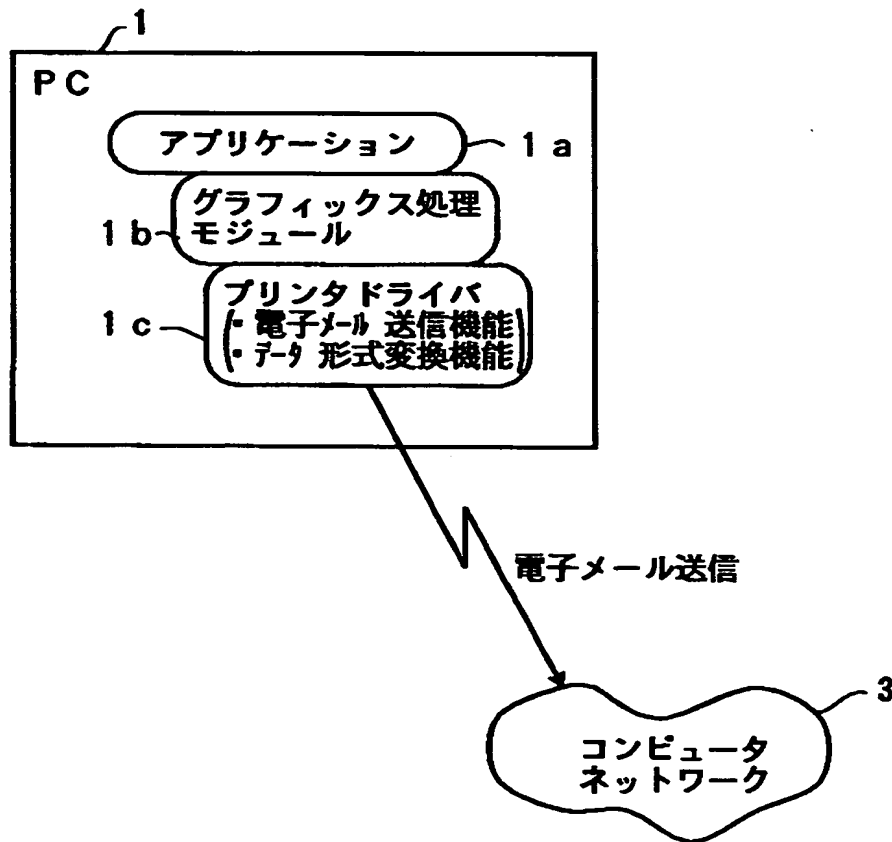 1
PC
アプリケーション
1a
グラフィックス処理
モジュール
1b
プリンタドライバ
・電子ﾒｰﾙ 送信機能
・ﾃﾞｰﾀ 形式変換機能
1c
電子メール送信
3
コンピュータ
ネットワーク